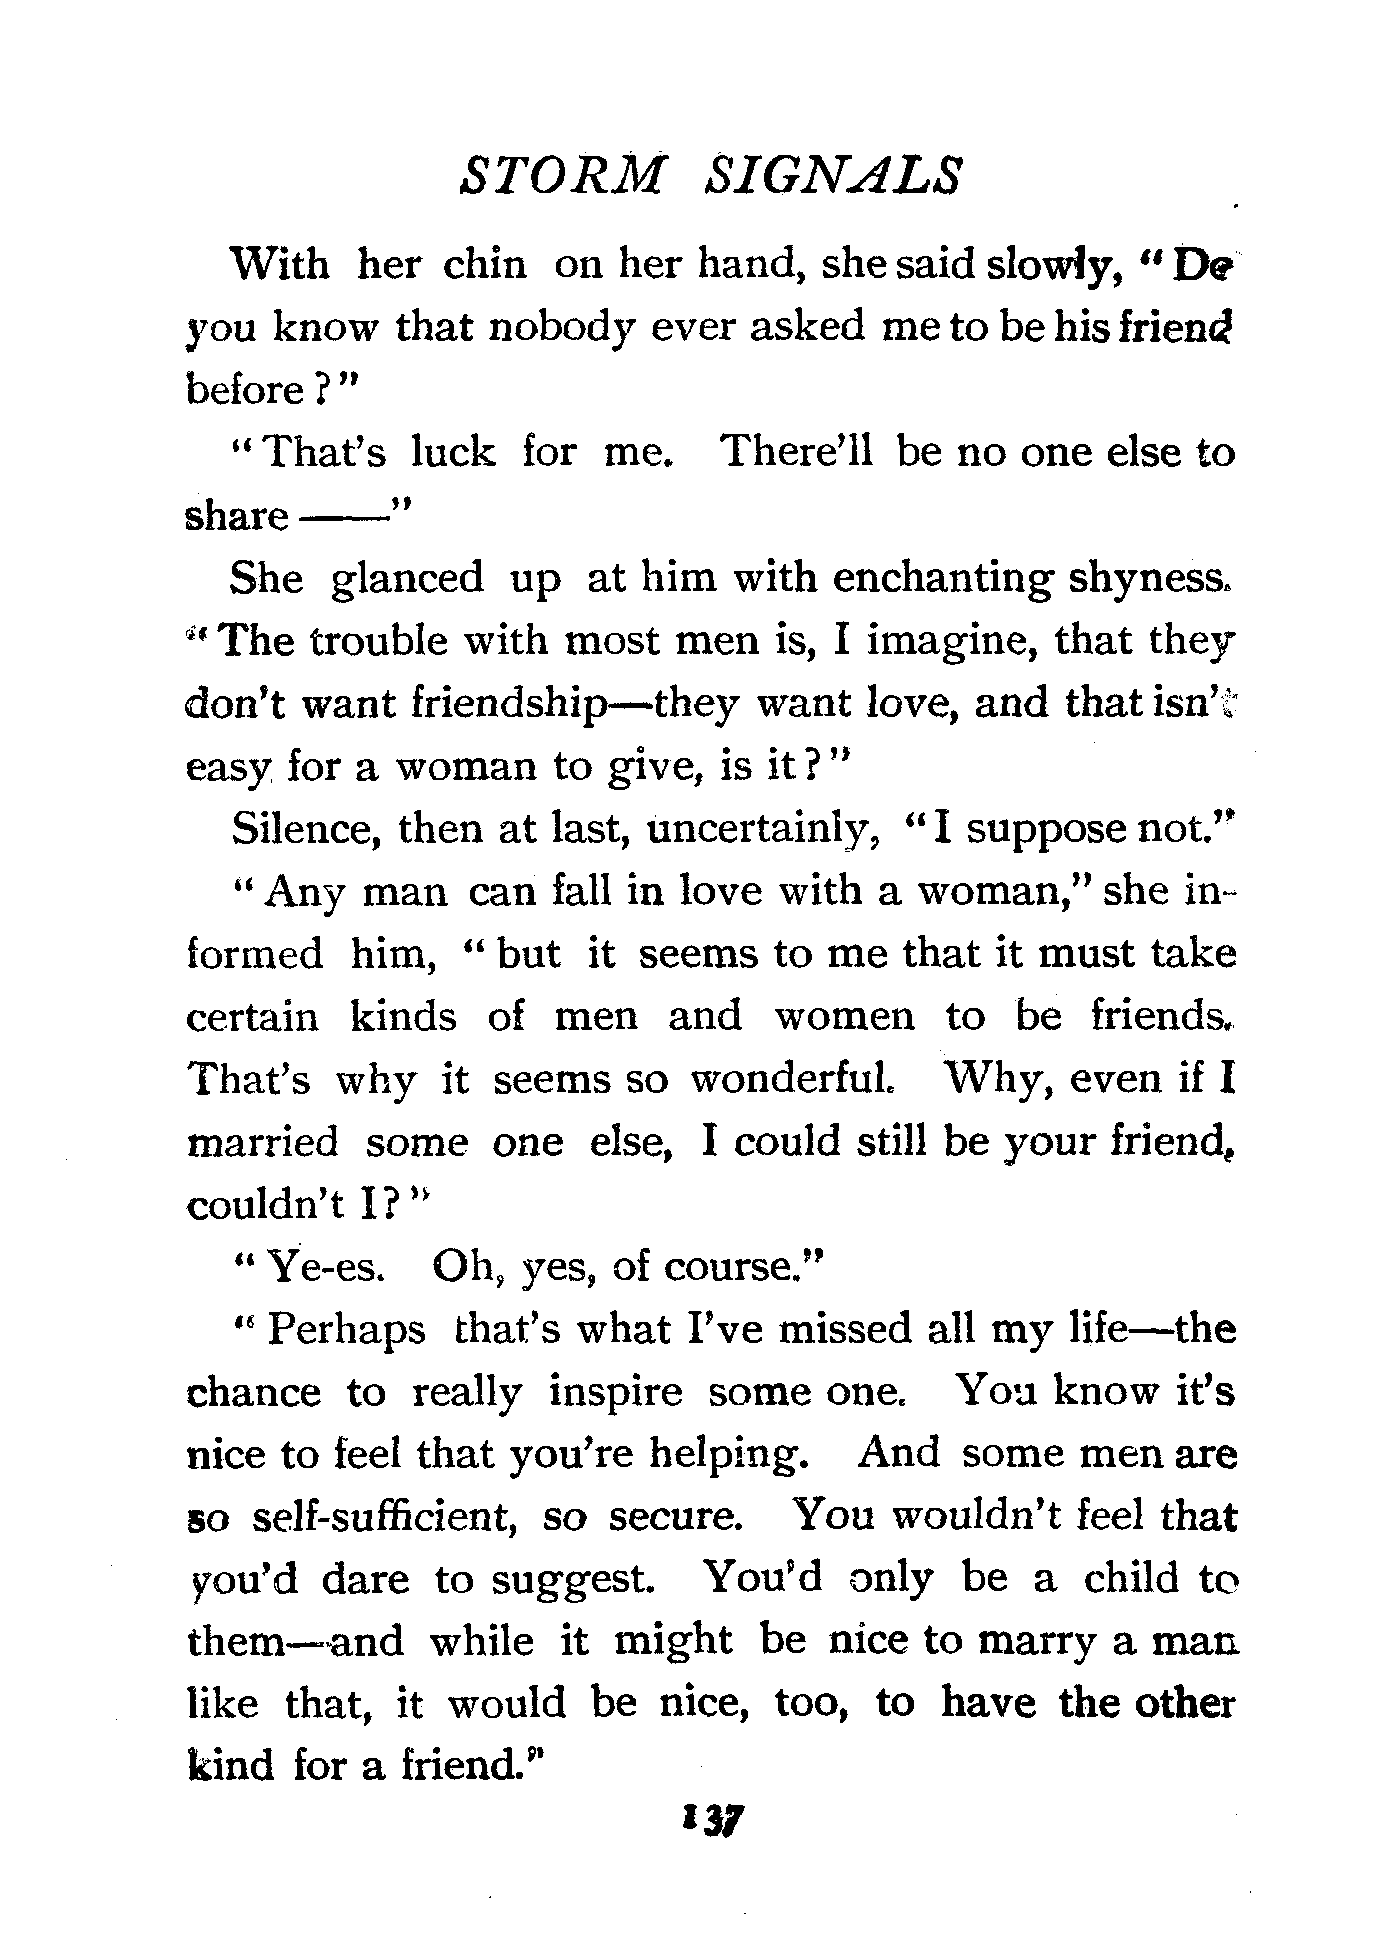 STORM SIGNALS
With her chin on her hand, she said slowly, "Do
you know that nobody ever asked me to be his friend
before?"
"That's luck for me. There'll be no one else to
share ——"
She glanced up at him with enchanting shyness.
"The trouble with most men is, I imagine, that they
don't want friendship—they want love, and that isn't
easy for a woman to give, is it?"
Silence, then at last, uncertainly, "I suppose not."
"Any man can fall in love with a woman," she in-
formed him, "but it seems to me that it must take
certain kinds of men and women to be friends.
That's why it seems so wonderful. Why, even if I
married some one else, I could still be your friend,
couldn't I?"
"Ye-es. Oh, yes, of course."
"Perhaps that's what I've missed all my life—the
chance to really inspire some one. You know it's
nice to feel that you're helping. And some men are
so self-sufficient, so secure. You wouldn't feel that
you'd dare to suggest. You'd only be a child to
them—and while it might be nice to marry a man
like that, it would be nice, too, to have the other
kind for a friend."
137